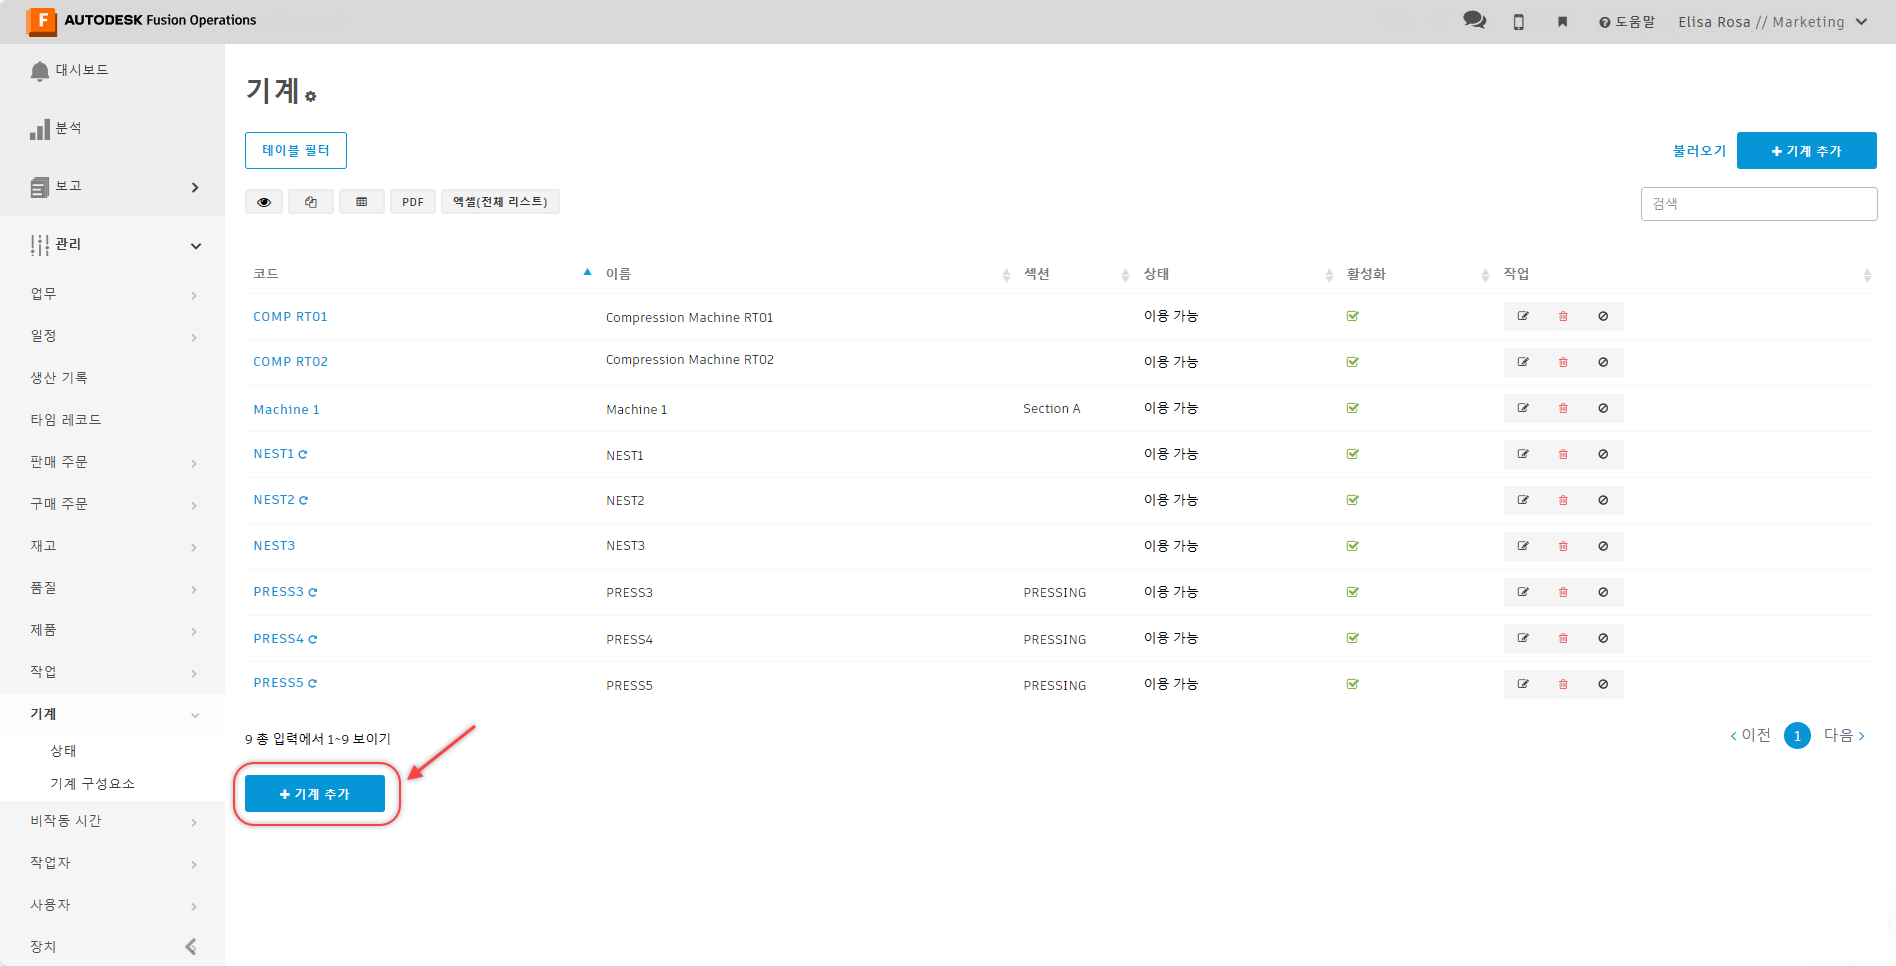 AUTODESK Fusion Operations
도움말
Elisa Rosa // Marketing
대시보드
분석
보고
관리
업무
일정
생산 기록
타임 레코드
판매 주문
구매 주문
재고
품질
제품
작업
기계
상태
기계 구성요소
비작동 시간
작업자
사용자
장치
기계
테이블 필터
불러오기
+ 기계 추가
PDF
엑셀(전체 리스트)
검색
코드 이름 섹션 상태 활성화 작업
COMP RT01 Compression Machine RT01 이용 가능
COMP RT02 Compression Machine RT02 이용 가능
Machine 1 Machine 1 Section A 이용 가능
NEST1 NEST1 이용 가능
NEST2 NEST2 이용 가능
NEST3 NEST3 이용 가능
PRESS3 PRESS3 PRESSING 이용 가능
PRESS4 PRESS4 PRESSING 이용 가능
PRESS5 PRESS5 PRESSING 이용 가능
9 총 입력에서 1~9 보이기
‹ 이전 1 다음 ›
+ 기계 추가